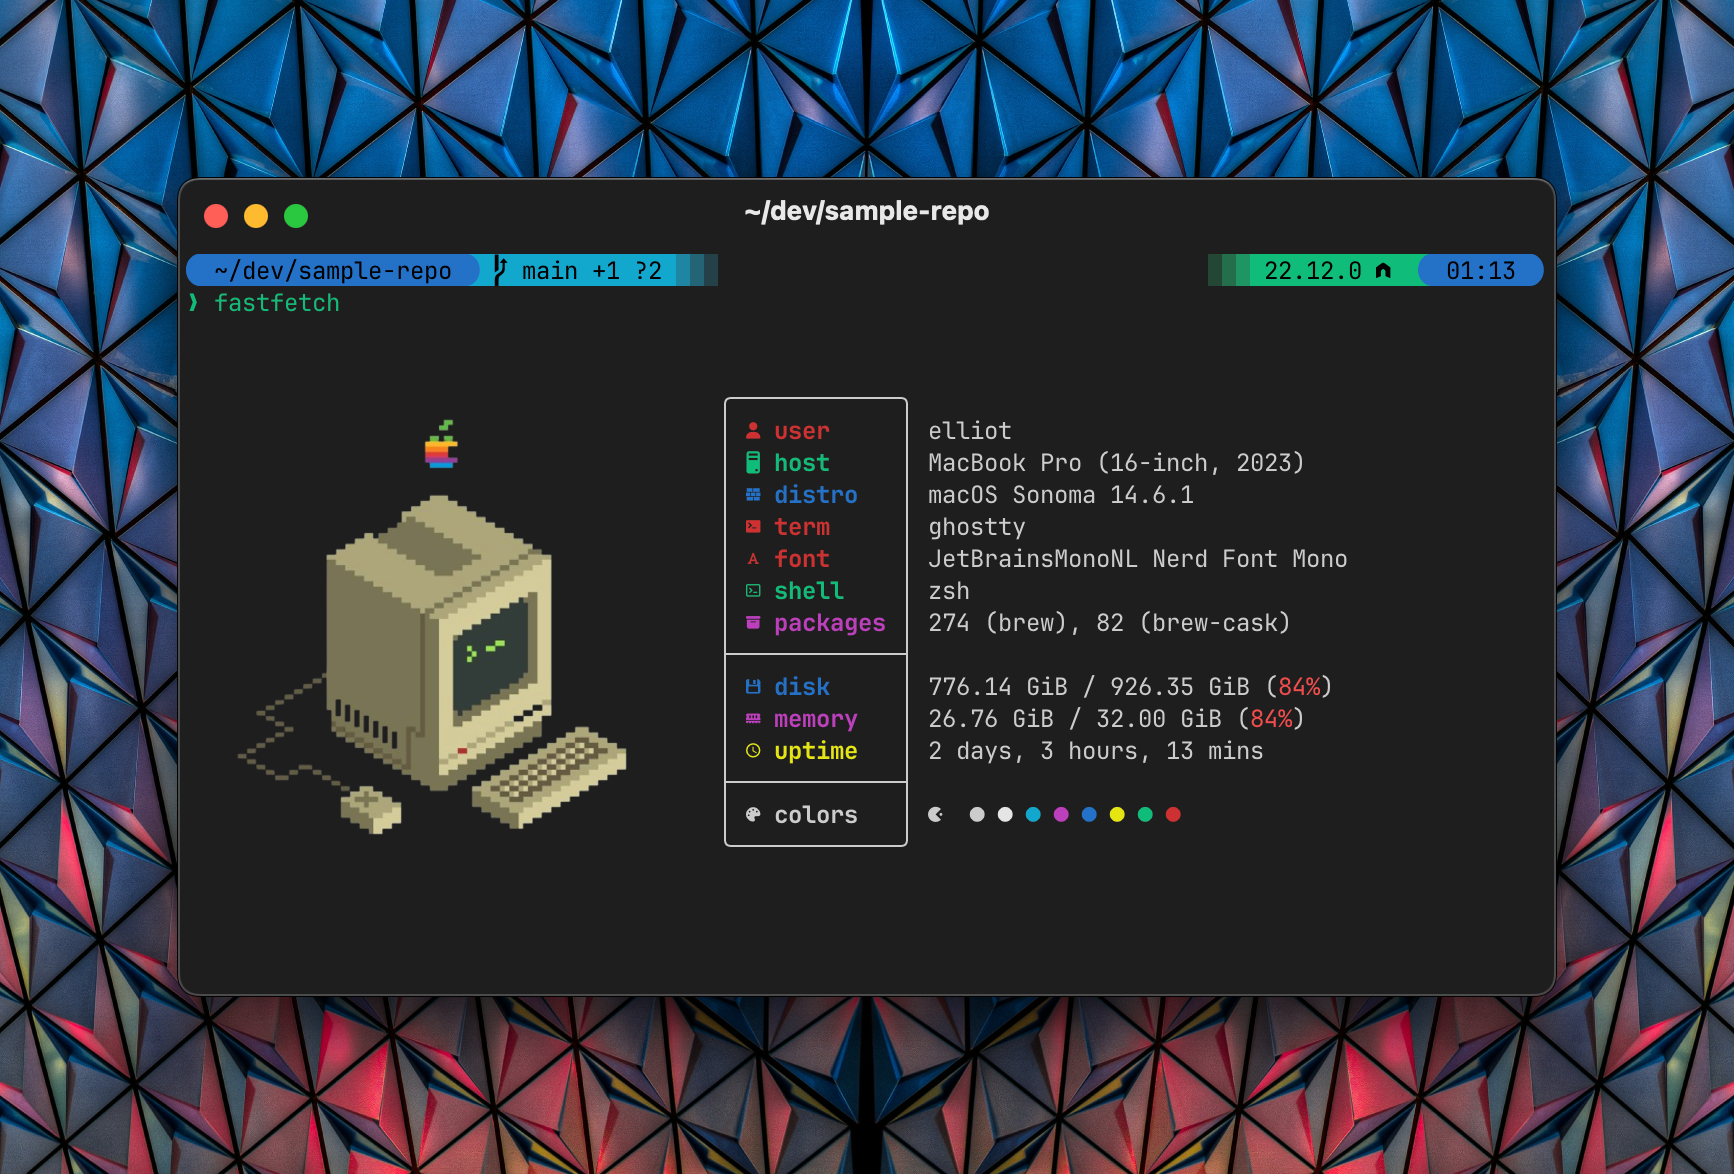 ~/dev/sample-repo
~/dev/sample-repo main +1 ?2 22.12.0 01:13
❯ fastfetch
user elliot
host MacBook Pro (16-inch, 2023)
distro macOS Sonoma 14.6.1
term ghostty
font JetBrainsMonoNL Nerd Font Mono
shell zsh
packages 274 (brew), 82 (brew-cask)
disk 776.14 GiB / 926.35 GiB (84%)
memory 26.76 GiB / 32.00 GiB (84%)
uptime 2 days, 3 hours, 13 mins
colors